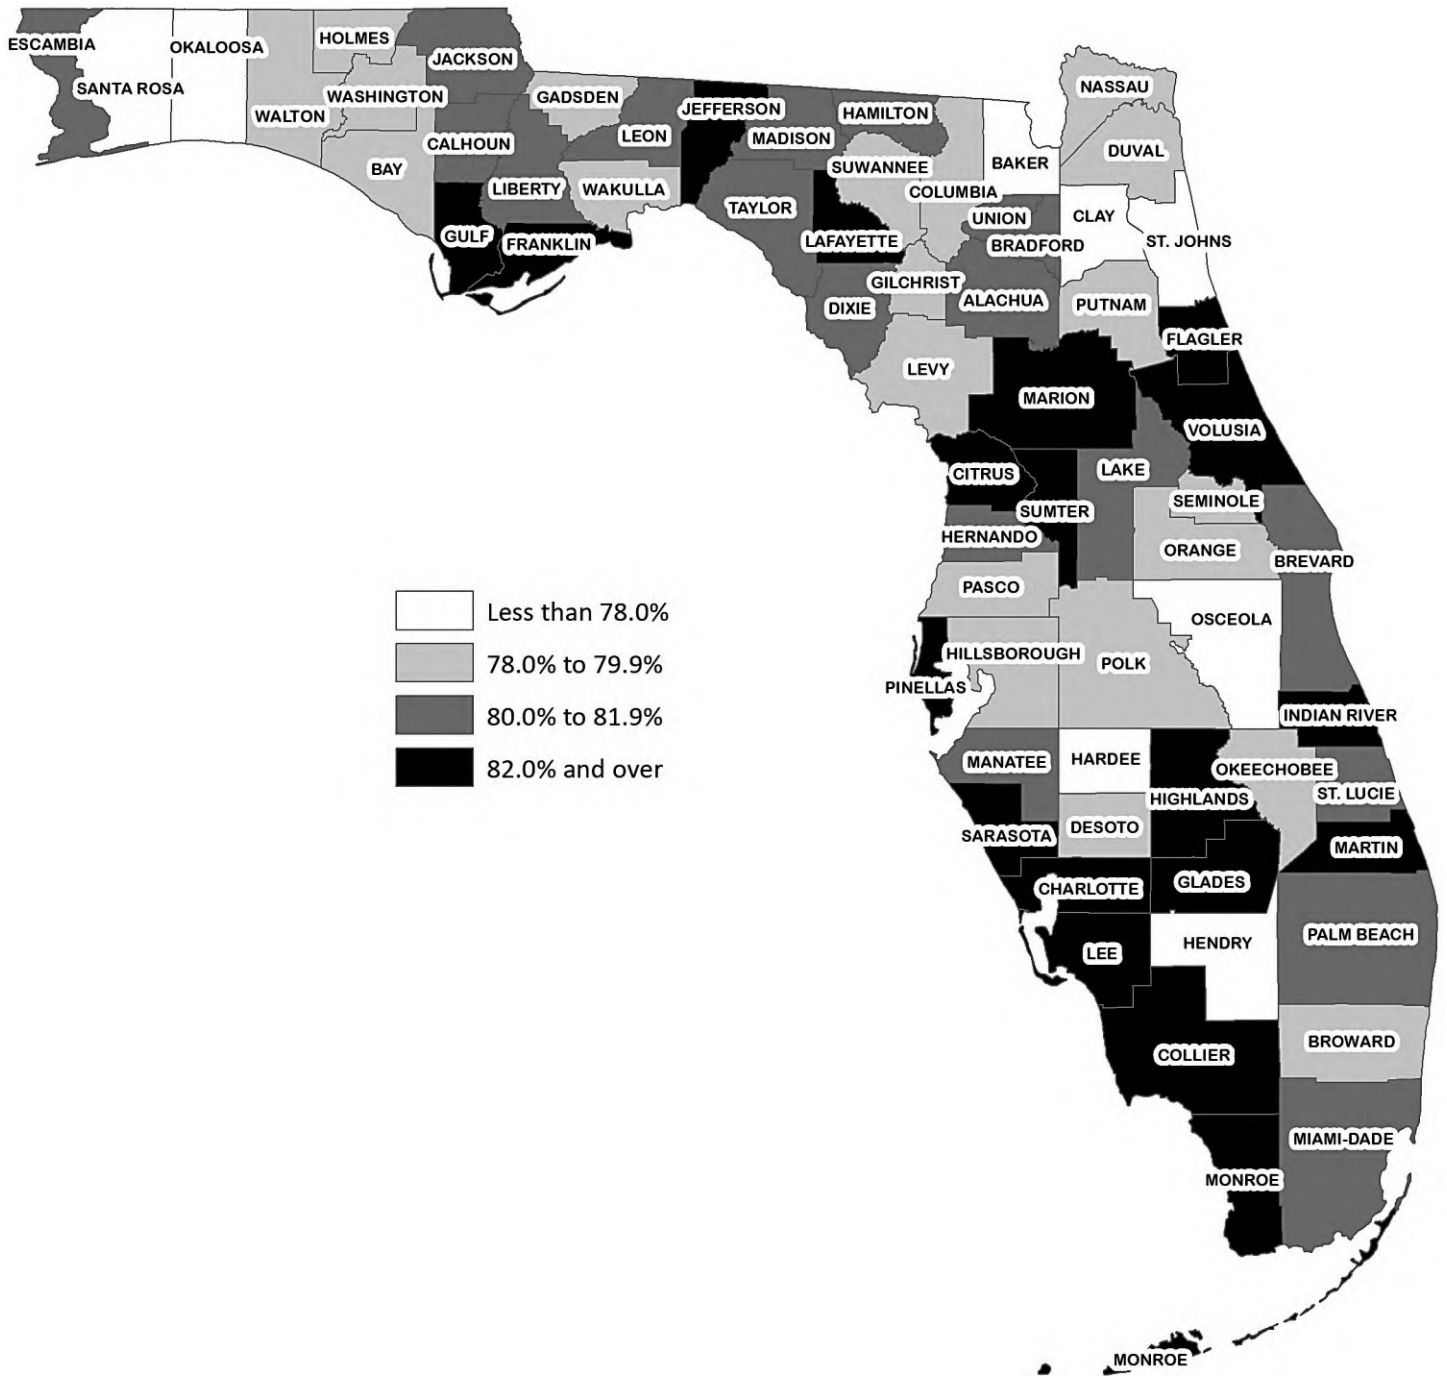 ESCAMBIA
SANTA ROSA
OKALOOSA
WALTON
HOLMES
WASHINGTON
BAY
JACKSON
CALHOUN
GULF
LIBERTY
FRANKLIN
GADSDEN
LEON
WAKULLA
JEFFERSON
MADISON
TAYLOR
HAMILTON
SUWANNEE
LAFAYETTE
DIXIE
COLUMBIA
GILCHRIST
BAKER
UNION
BRADFORD
ALACHUA
LEVY
NASSAU
DUVAL
CLAY
ST. JOHNS
PUTNAM
FLAGLER
MARION
VOLUSIA
CITRUS
SUMTER
LAKE
SEMINOLE
HERNANDO
ORANGE
BREVARD
PASCO
Less than 78.0%
78.0% to 79.9%
80.0% to 81.9%
82.0% and over
HILLSBOROUGH
POLK
OSCEOLA
PINELLAS
INDIAN RIVER
MANATEE
HARDEE
HIGHLANDS
OKEECHOBEE
ST. LUCIE
SARASOTA
DESOTO
MARTIN
CHARLOTTE
GLADES
LEE
HENDRY
PALM BEACH
COLLIER
BROWARD
MIAMI-DADE
MONROE
MONROE